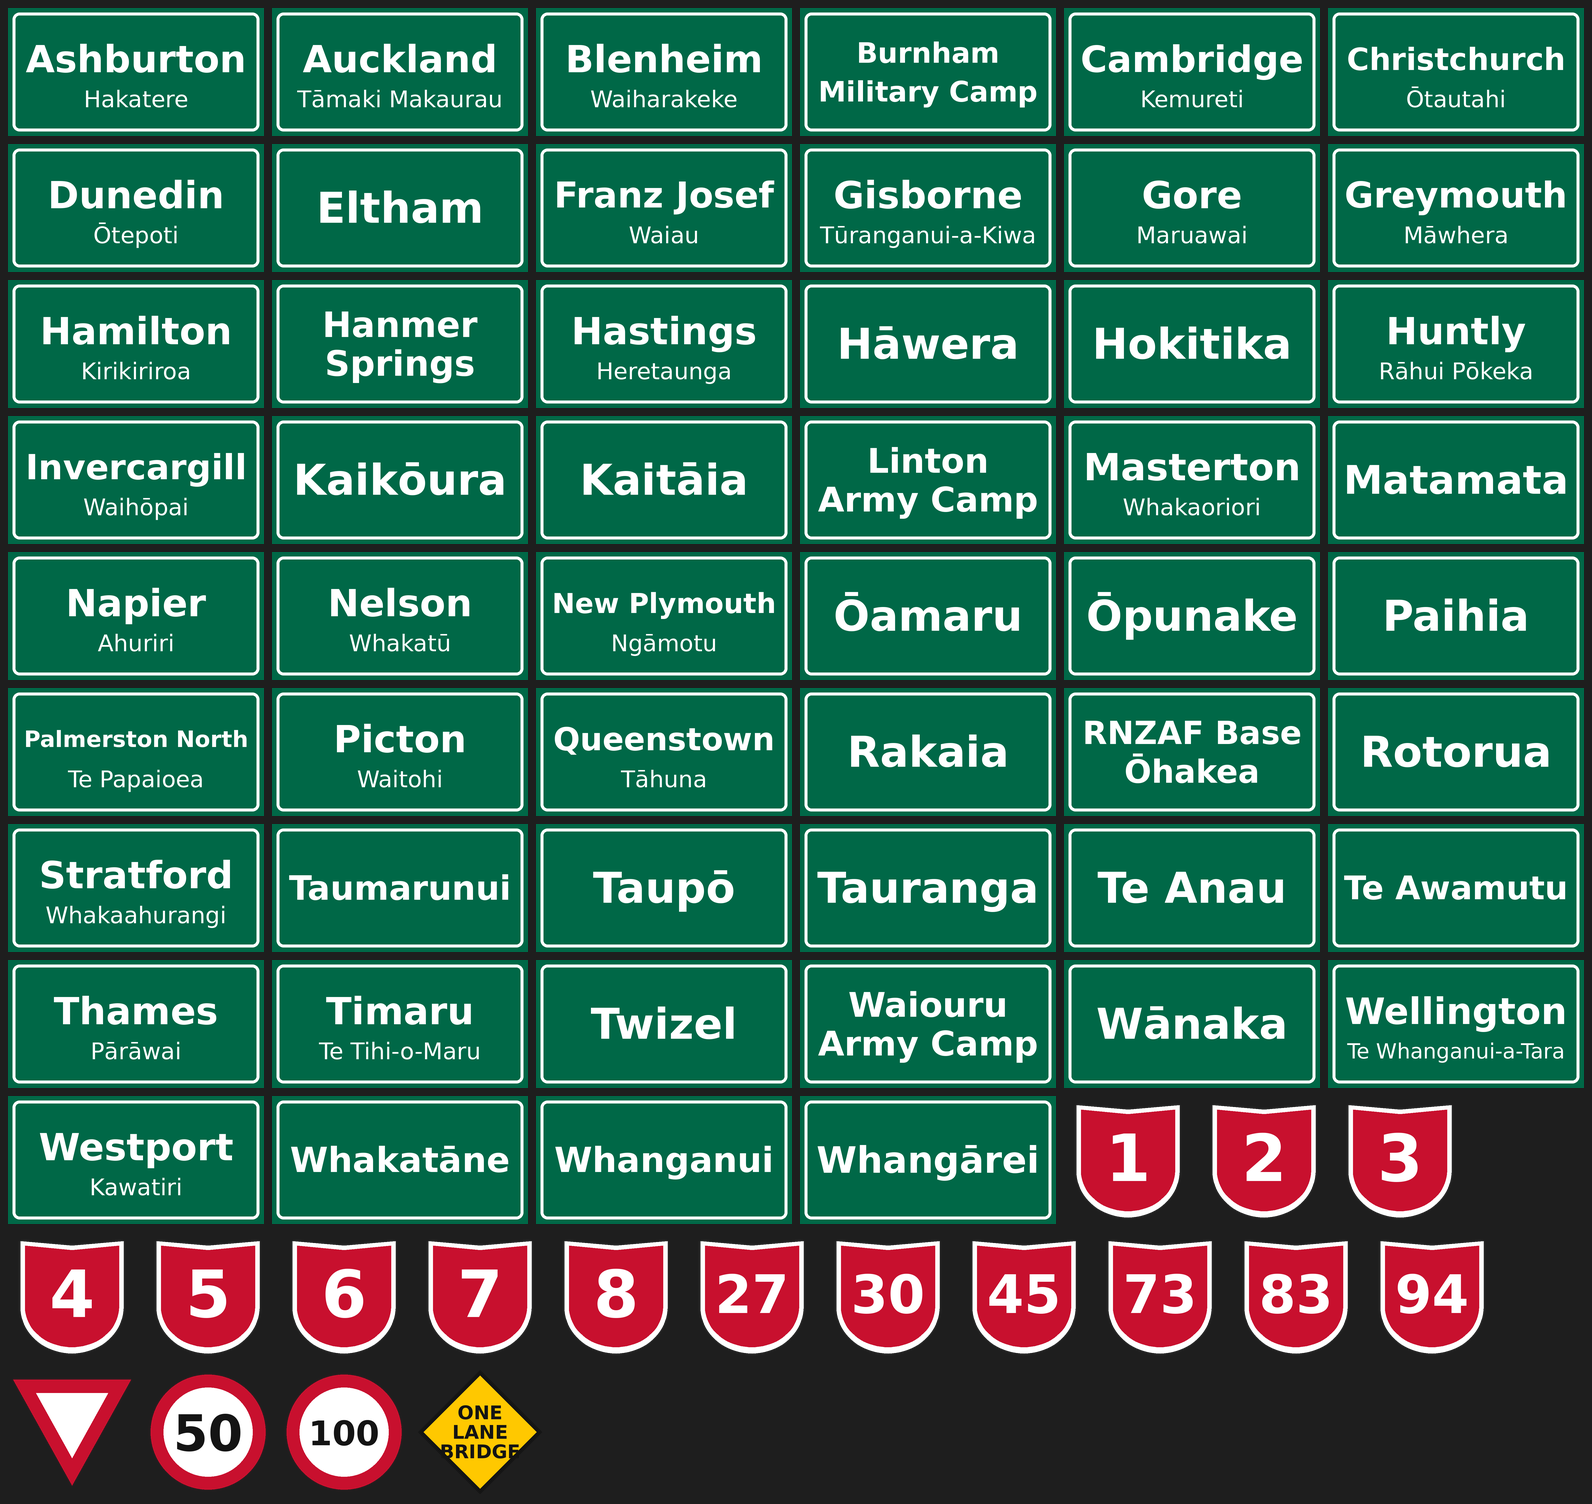 Ashburton
Hakatere
Auckland
Tāmaki Makaurau
Blenheim
Waiharakeke
Burnham
Military Camp
Cambridge
Kemureti
Christchurch
Ōtautahi
Dunedin
Ōtepoti
Eltham
Franz Josef
Waiau
Gisborne
Tūranganui-a-Kiwa
Gore
Maruawai
Greymouth
Māwhera
Hamilton
Kirikiriroa
Hanmer
Springs
Hastings
Heretaunga
Hāwera
Hokitika
Huntly
Rāhui Pōkeka
Invercargill
Waihōpai
Kaikōura
Kaitāia
Linton
Army Camp
Masterton
Whakaoriori
Matamata
Napier
Ahuriri
Nelson
Whakatū
New Plymouth
Ngāmotu
Ōamaru
Ōpunake
Paihia
Palmerston North
Te Papaioea
Picton
Waitohi
Queenstown
Tāhuna
Rakaia
RNZAF Base
Ōhakea
Rotorua
Stratford
Whakaahurangi
Taumarunui
Taupō
Tauranga
Te Anau
Te Awamutu
Thames
Pārāwai
Timaru
Te Tihi-o-Maru
Twizel
Waiouru
Army Camp
Wānaka
Wellington
Te Whanganui-a-Tara
Westport
Kawatiri
Whakatāne
Whanganui
Whangārei
1
2
3
4
5
6
7
8
27
30
45
73
83
94
50
100
ONE
LANE
BRIDGE